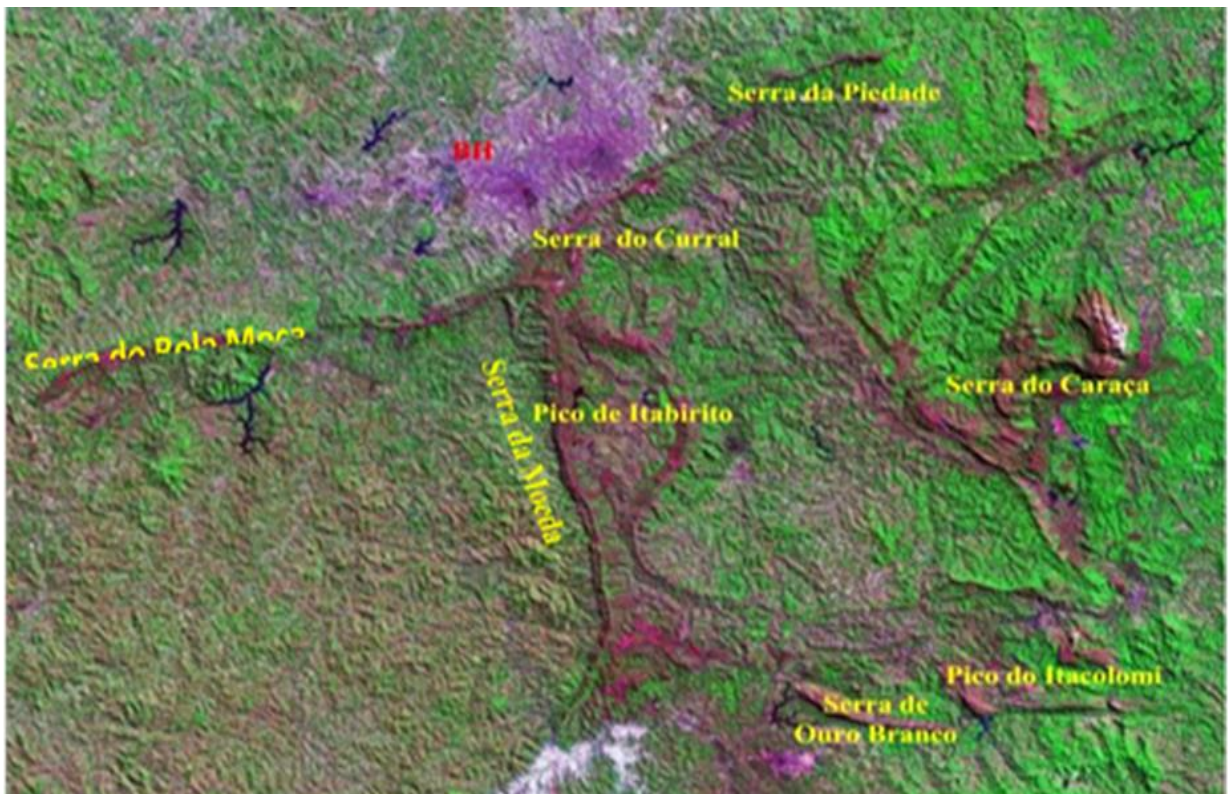 Serra da Piedade
BH
Serra do Curral
Serra do Rola Moça
Serra do Caraça
Serra da Moeda
Pico de Itabirito
Pico do Itacolomi
Serra de
Ouro Branco